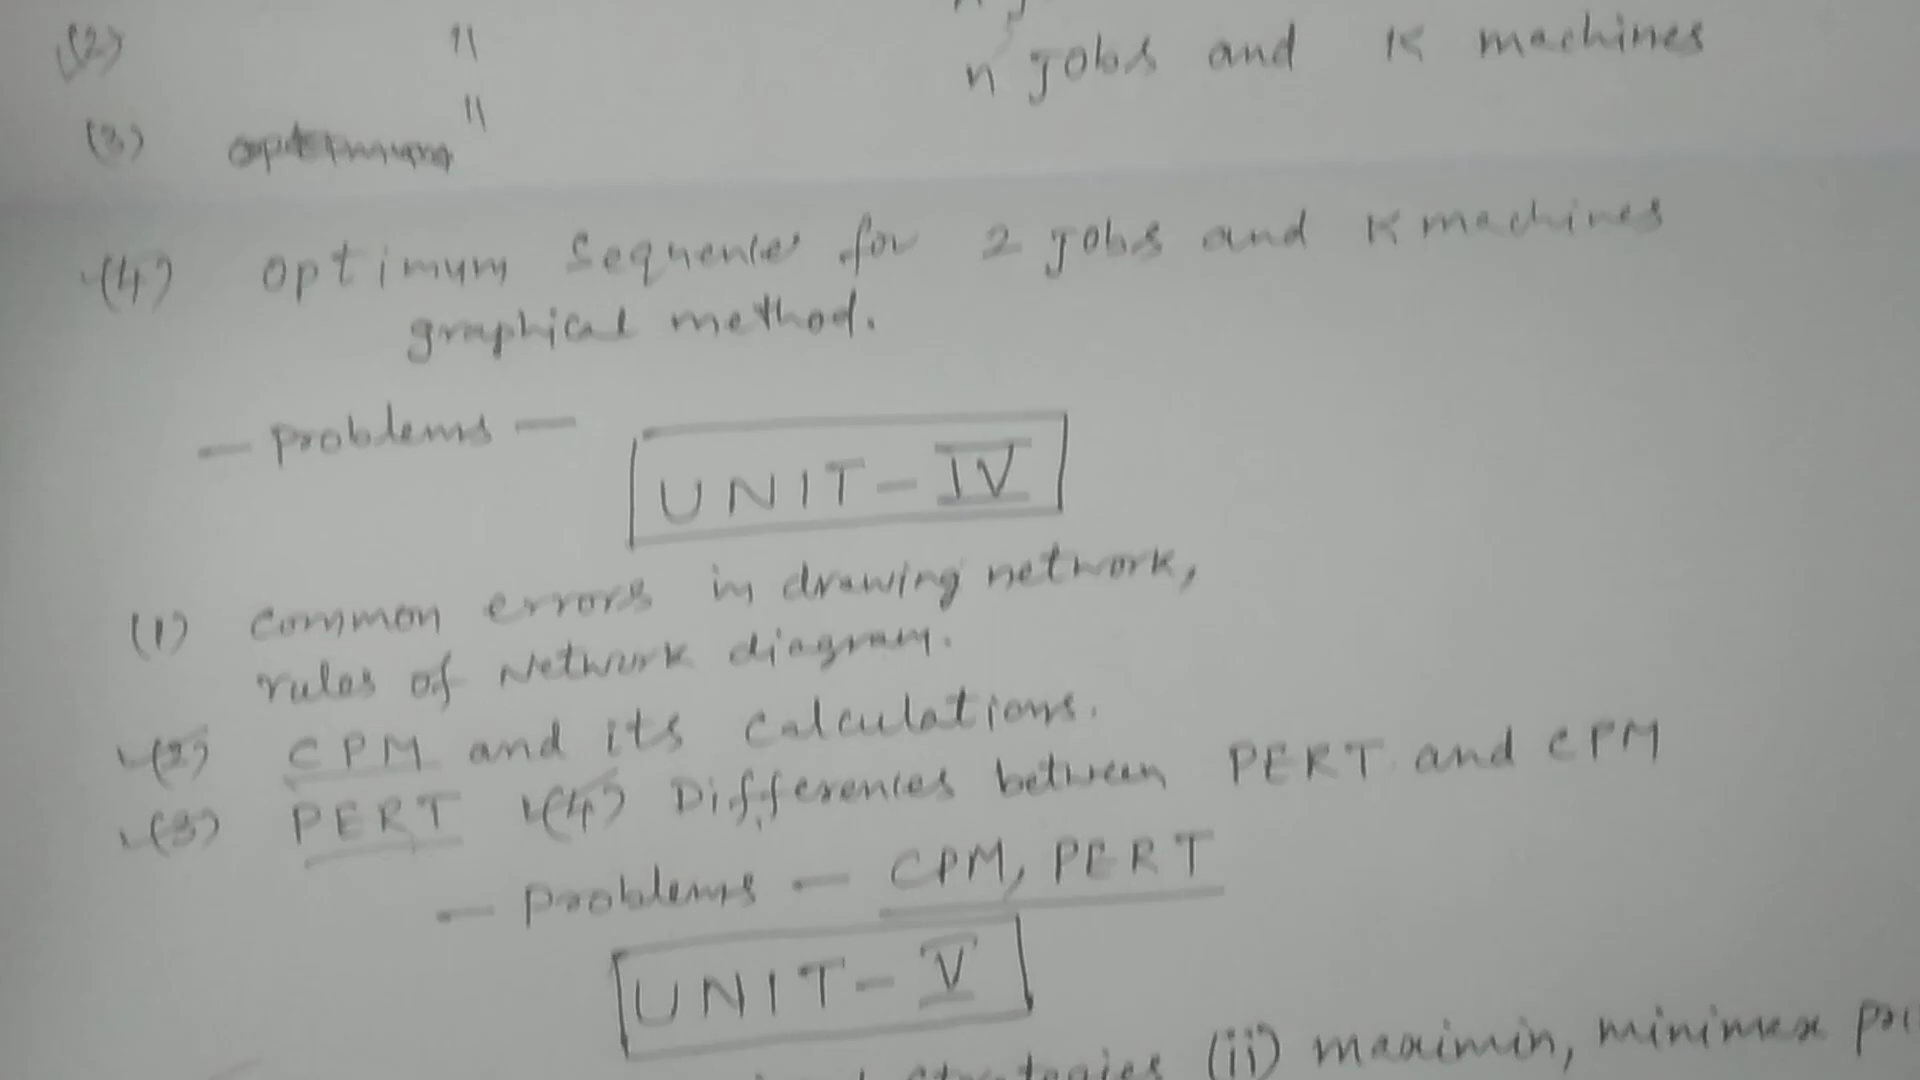 (2) " n jobs and K machines
(3) optimum "
(4) optimum Sequences for 2 jobs and K machines
graphical method.
— problems —
UNIT - IV
(1) common errors in drawing network,
rules of Network diagram.
(2) CPM and its calculations.
(3) PERT (4) Differences between PERT and CPM
— problems — CPM, PERT
UNIT - V
(ii) maximin, minimax